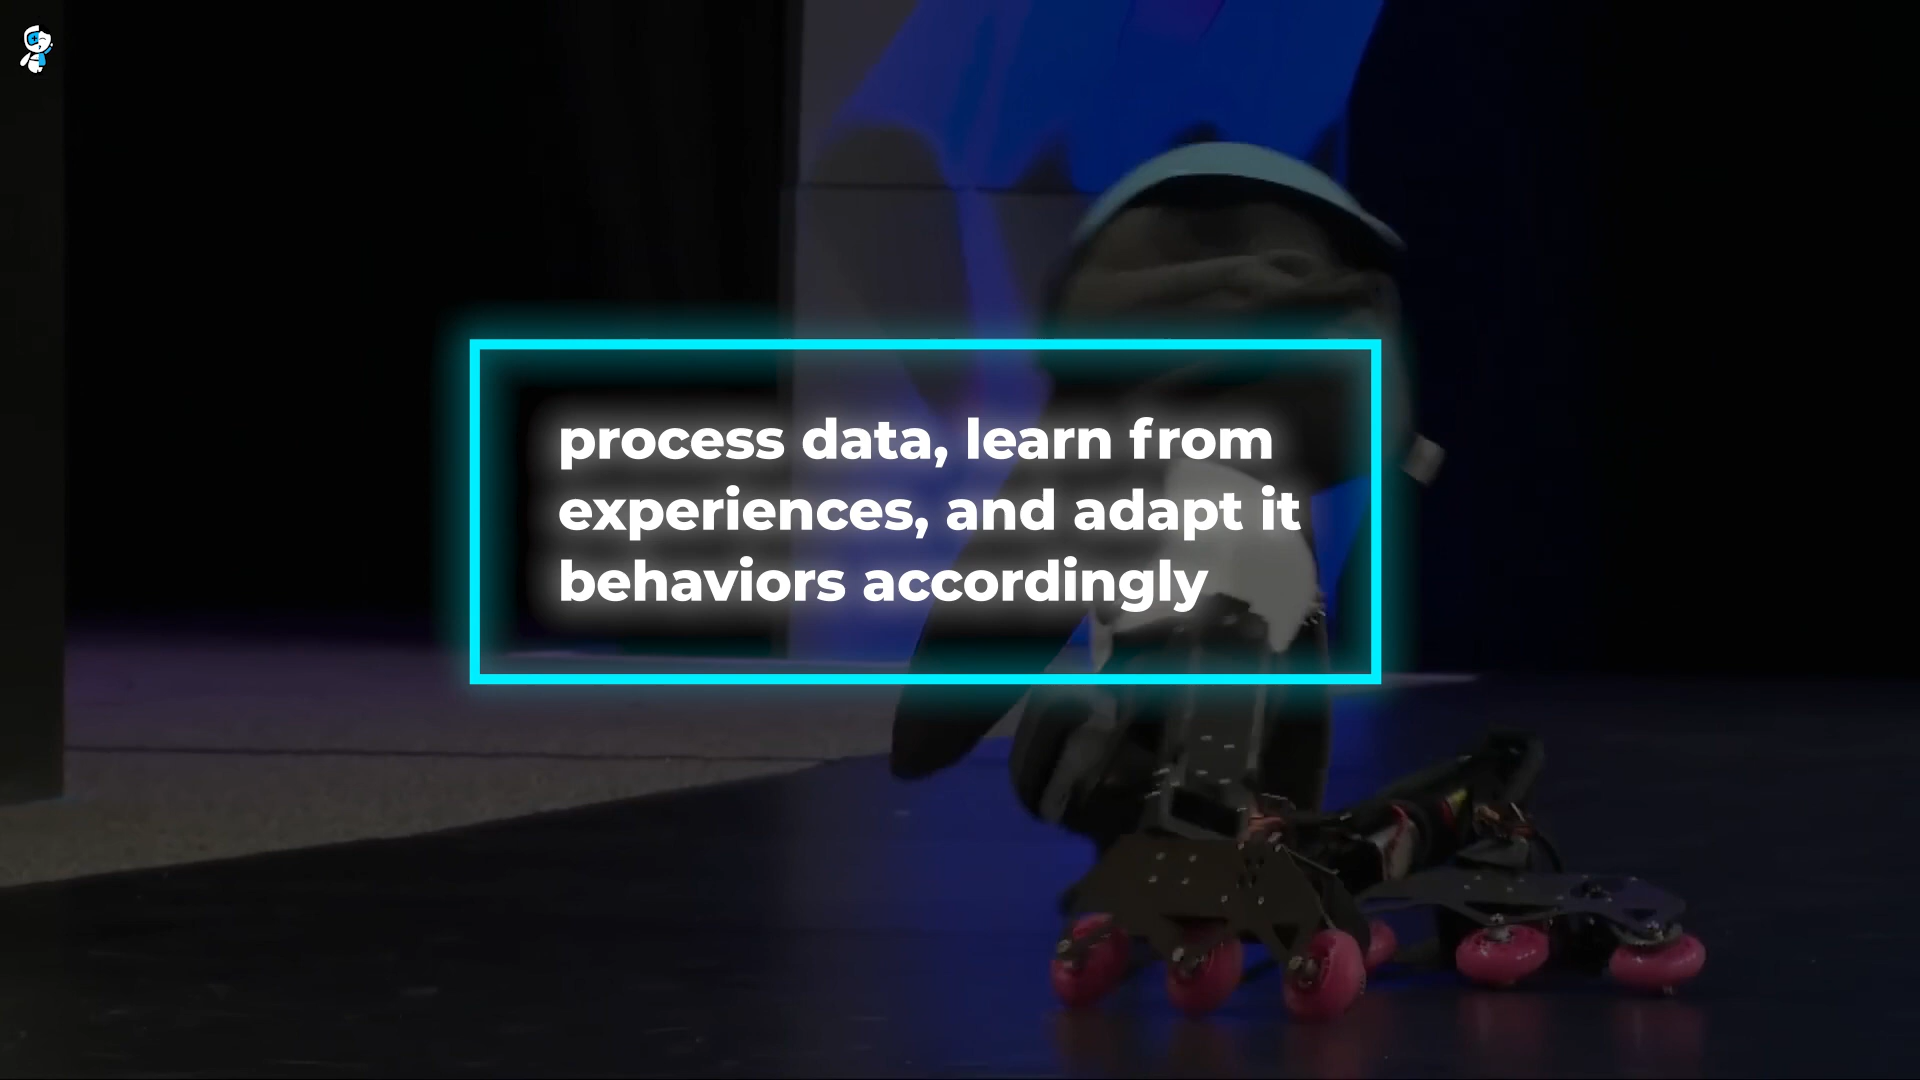 process data, learn from
experiences, and adapt it
behaviors accordingly